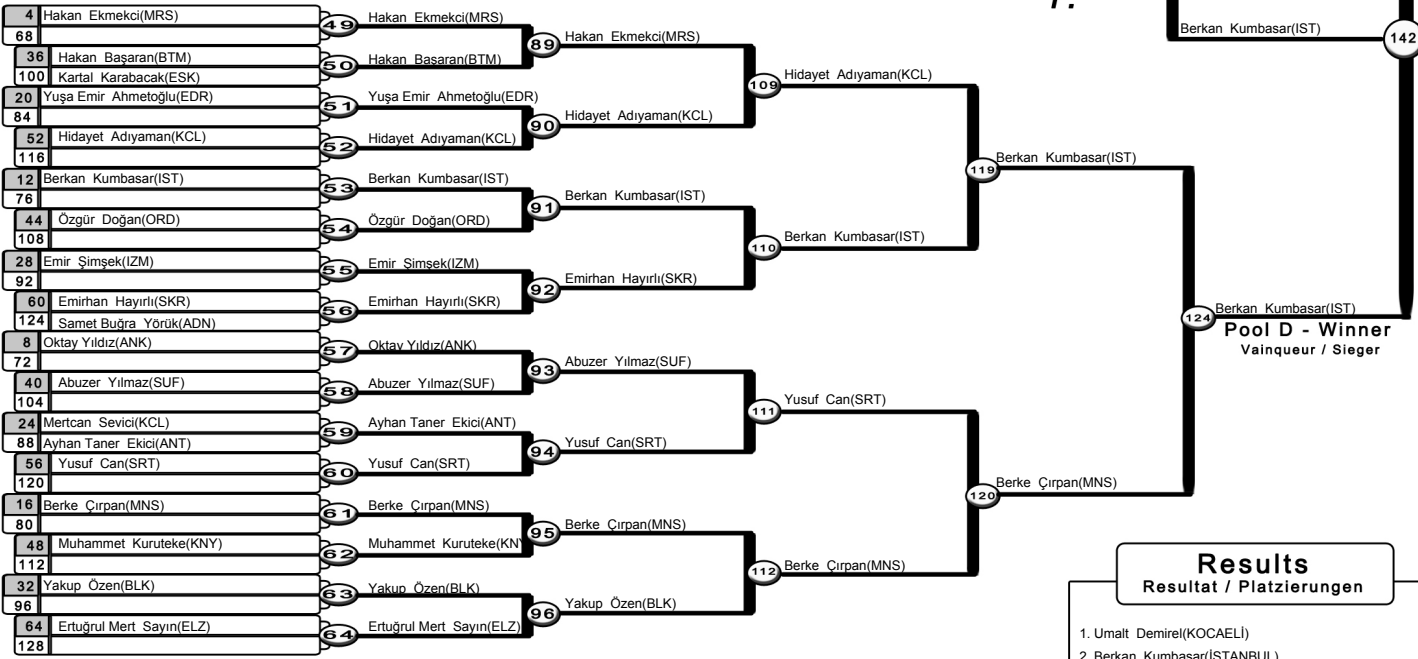 4 Hakan Ekmekci(MRS)
68
36 Hakan Başaran(BTM)
100 Kartal Karabacak(ESK)
20 Yuşa Emir Ahmetoğlu(EDR)
84
52 Hidayet Adıyaman(KCL)
116
12 Berkan Kumbasar(IST)
76
44 Özgür Doğan(ORD)
108
28 Emir Şimşek(IZM)
92
60 Emirhan Hayırlı(SKR)
124 Samet Buğra Yörük(ADN)
8 Oktay Yıldız(ANK)
72
40 Abuzer Yılmaz(SUF)
104
24 Mertcan Sevici(KCL)
88 Ayhan Taner Ekici(ANT)
56 Yusuf Can(SRT)
120
16 Berke Çırpan(MNS)
80
48 Muhammet Kuruteke(KNY)
112
32 Yakup Özen(BLK)
96
64 Ertuğrul Mert Sayın(ELZ)
128
49 Hakan Ekmekci(MRS)
50 Hakan Başaran(BTM)
51 Yuşa Emir Ahmetoğlu(EDR)
52 Hidayet Adıyaman(KCL)
53 Berkan Kumbasar(IST)
54 Özgür Doğan(ORD)
55 Emir Şimşek(IZM)
56 Emirhan Hayırlı(SKR)
57 Oktay Yıldız(ANK)
58 Abuzer Yılmaz(SUF)
59 Ayhan Taner Ekici(ANT)
60 Yusuf Can(SRT)
61 Berke Çırpan(MNS)
62 Muhammet Kuruteke(KNY
63 Yakup Özen(BLK)
64 Ertuğrul Mert Sayın(ELZ)
89 Hakan Ekmekci(MRS)
90 Hidayet Adıyaman(KCL)
91 Berkan Kumbasar(IST)
92 Emirhan Hayırlı(SKR)
93 Abuzer Yılmaz(SUF)
94 Yusuf Can(SRT)
95 Berke Çırpan(MNS)
96 Yakup Özen(BLK)
109 Hidayet Adıyaman(KCL)
110 Berkan Kumbasar(IST)
111 Yusuf Can(SRT)
112 Berke Çırpan(MNS)
119 Berkan Kumbasar(IST)
120 Berke Çırpan(MNS)
124 Berkan Kumbasar(IST)
Pool D - Winner
Vainqueur / Sieger
Berkan Kumbasar(IST)
142
Results
Resultat / Platzierungen
1. Umalt Demirel(KOCAELİ)
2. Berkan Kumbasar(İSTANBUL)